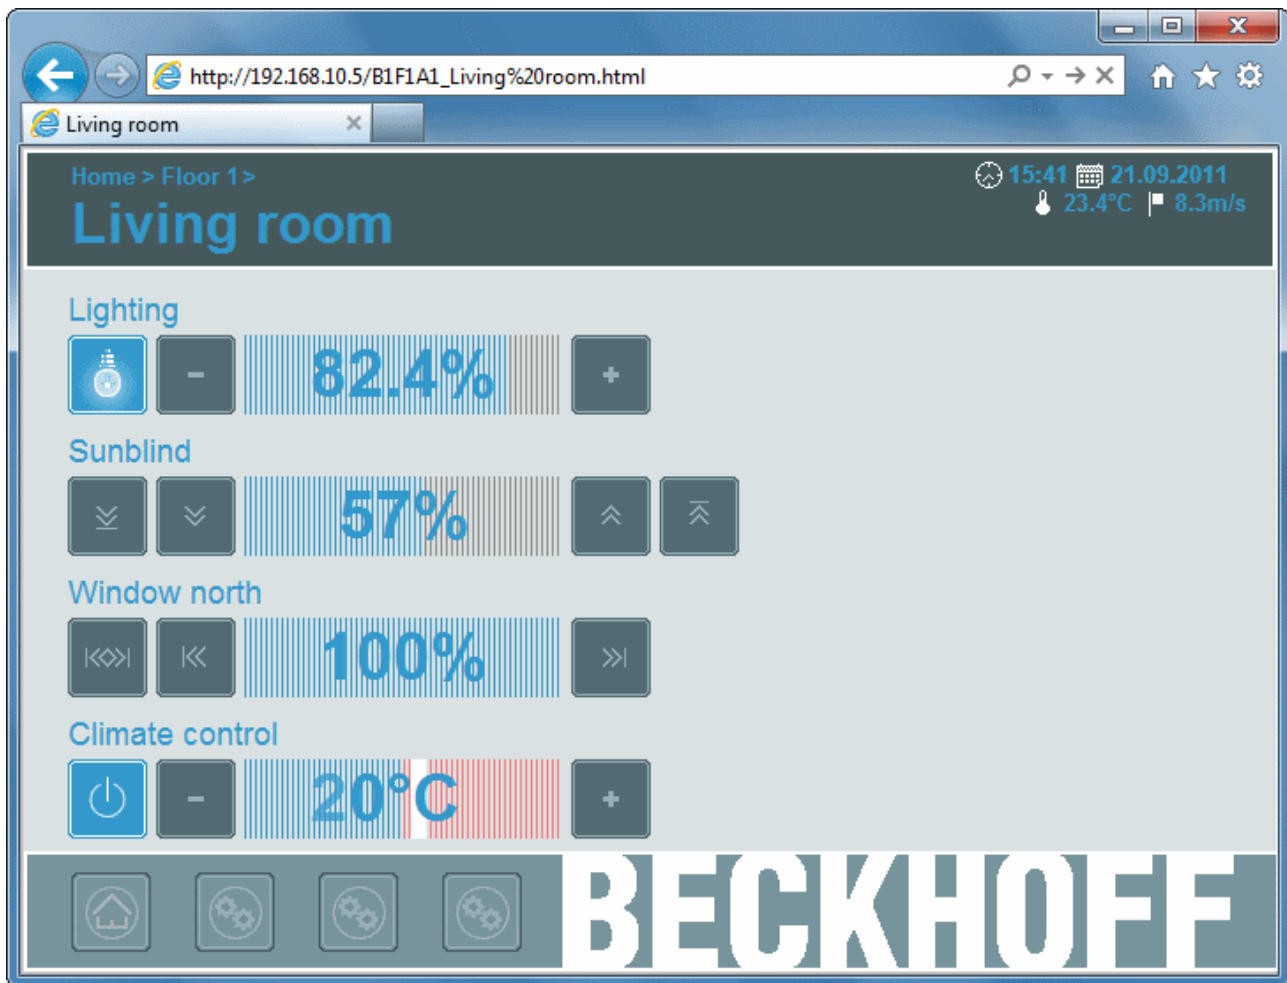 http://192.168.10.5/B1F1A1_Living%20room.html
Living room
Home > Floor 1>
15:41 21.09.2011
Living room
23.4°C 8.3m/s
Lighting
- 82.4% +
Sunblind
57%
Window north
100%
Climate control
- 20°C +
BECKHOFF